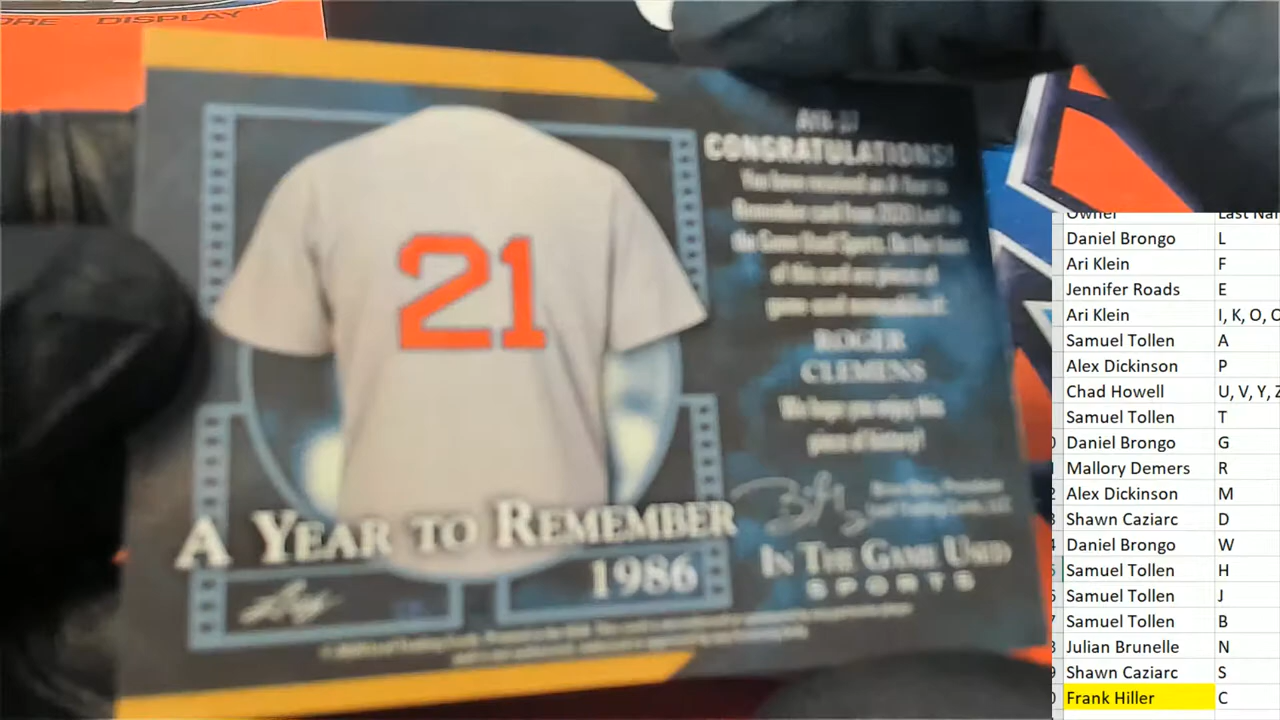 DISPLAY
21
CONGRATULATIONS!
You have received an A Year to
Remember card from 2020 Leaf in
the Game Used Sports. On the front
of this card are pieces of
game-used memorabilia of:
ROGER
CLEMENS
We hope you enjoy this
piece of history!
A YEAR TO REMEMBER
1986
Leaf
IN THE GAME USED
SPORTS
Owner
Daniel Brongo L
Ari Klein F
Jennifer Roads E
Ari Klein I, K, O,
Samuel Tollen A
Alex Dickinson P
Chad Howell U, V, Y,
Samuel Tollen T
Daniel Brongo G
Mallory Demers R
Alex Dickinson M
Shawn Caziarc D
Daniel Brongo W
Samuel Tollen H
Samuel Tollen J
Samuel Tollen B
Julian Brunelle N
Shawn Caziarc S
Frank Hiller C